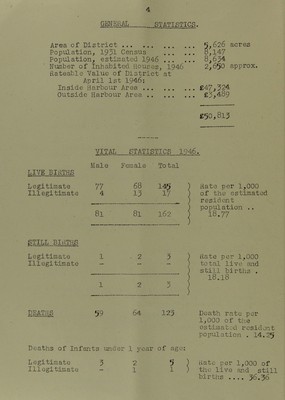 4
GENERAL STATISTICS.
Area of District ... ... ... ... 5,626 acres
Population, 1931 Census ... ... 8,147
Population, estimated 1946 ... ... 8,634
Number of Inhabited Houses, 1946 2,650 approx.
Rateable Value of District at
April 1st 1946:
Inside Harbour Area ... ... ... £47,324
Outside Harbour Area .. ... ... £3,489
£50,813
VITAL STATISTICS 1946.
Male Female Total
LIVE BIRTHS
Legitimate 77 68 145 ) Rate per 1,000
Illegitimate 4 13 17 ) of the estimated
resident
population ..
81 81 162 ) 18.77
STILL BIRTHS
Legitimate 1 2 3 ) Rate per 1,000
Illegitimate - - - ) total live and
still births .
18.18
1 2 3
DEATHS 59 64 123 Death rate per
1,000 of the
estimated resident
population . 14.25
Deaths of Infants under 1 year of age:
Legitimate 3 2 5 ) Rate per 1,000 of
Illegitimate - 1 1 ) the live and still
births .... 36.36